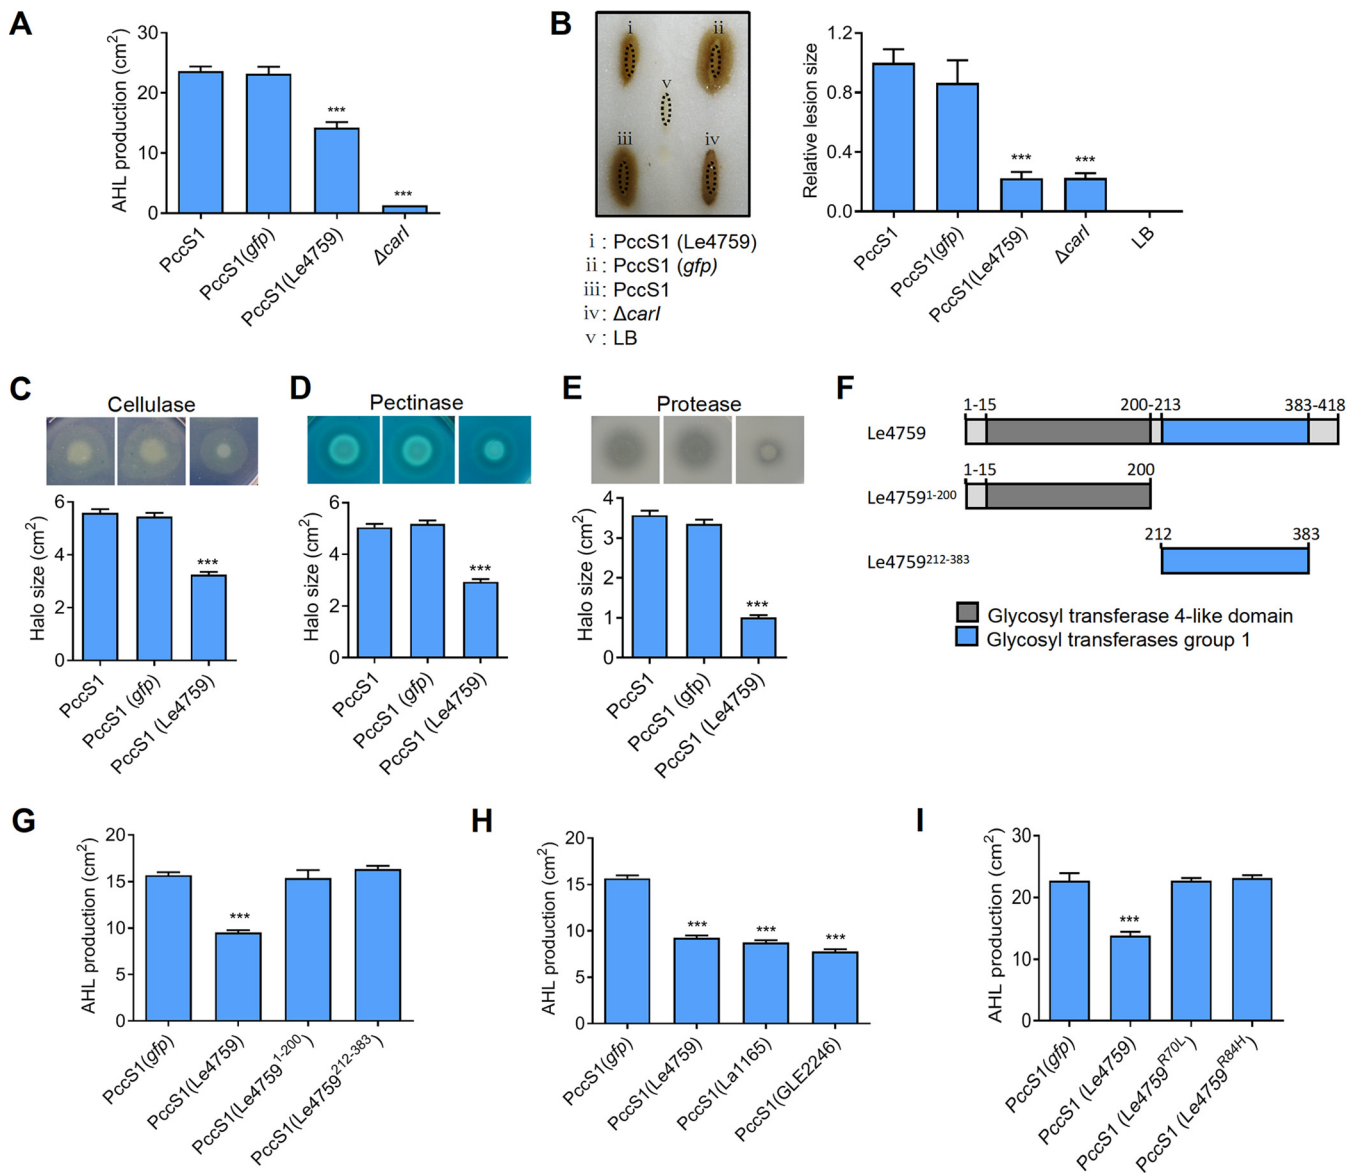 A
AHL production (cm²)
30
20
10
0
***
***
PccS1
PccS1(gfp)
PccS1(Le4759)
ΔcarI
B
i
ii
v
iii
iv
i : PccS1 (Le4759)
ii : PccS1 (gfp)
iii : PccS1
iv : ΔcarI
v : LB
Relative lesion size
1.2
0.8
0.4
0.0
***
***
PccS1
PccS1(gfp)
PccS1(Le4759)
ΔcarI
LB
C
Cellulase
Halo size (cm²)
6
4
2
0
***
PccS1
PccS1 (gfp)
PccS1 (Le4759)
D
Pectinase
Halo size (cm²)
6
4
2
0
***
PccS1
PccS1 (gfp)
PccS1 (Le4759)
E
Protease
Halo size (cm²)
4
3
2
1
0
***
PccS1
PccS1 (gfp)
PccS1 (Le4759)
F
1-15 200-213 383-418
Le4759
1-15 200
Le4759¹⁻²⁰⁰
212 383
Le4759²¹²⁻³⁸³
Glycosyl transferase 4-like domain
Glycosyl transferases group 1
G
AHL production (cm²)
20
15
10
5
0
***
PccS1(gfp)
PccS1(Le4759)
PccS1(Le4759¹⁻²⁰⁰)
PccS1(Le4759²¹²⁻³⁸³)
H
AHL production (cm²)
20
15
10
5
0
***
***
***
PccS1(gfp)
PccS1(Le4759)
PccS1(La1165)
PccS1(GLE2246)
I
AHL production (cm²)
30
20
10
0
***
PccS1(gfp)
PccS1 (Le4759)
PccS1 (Le4759ᴿ⁷⁰ᴸ)
PccS1 (Le4759ᴿ⁸⁴ᴴ)